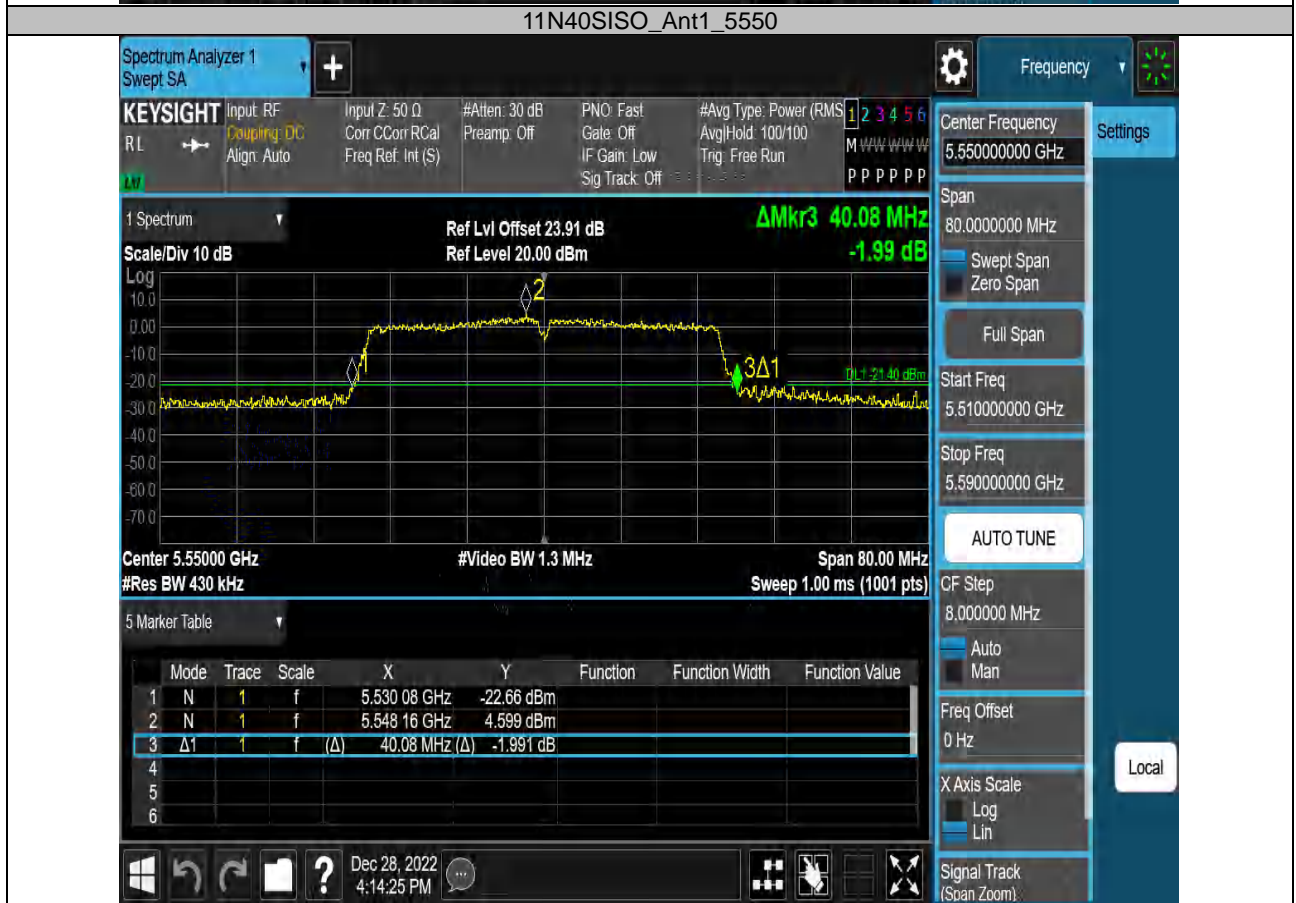 11N40SISO_Ant1_5550
Spectrum Analyzer 1
Swept SA
+
Frequency
KEYSIGHT
RL
Input: RF
Coupling: DC
Align: Auto
Input Z: 50 Ω
Corr CCorr RCal
Freq Ref: Int (S)
#Atten: 30 dB
Preamp: Off
PNO: Fast
Gate: Off
IF Gain: Low
Sig Track: Off
#Avg Type: Power (RMS
Avg|Hold: 100/100
Trig: Free Run
1 2 3 4 5 6
M W W W W W
P P P P P P
Center Frequency
5.550000000 GHz
Settings
Span
80.0000000 MHz
Swept Span
Zero Span
Full Span
Start Freq
5.510000000 GHz
Stop Freq
5.590000000 GHz
AUTO TUNE
CF Step
8.000000 MHz
Auto
Man
Freq Offset
0 Hz
X Axis Scale
Log
Lin
Signal Track
(Span Zoom)
Local
1 Spectrum
Scale/Div 10 dB
Ref Lvl Offset 23.91 dB
Ref Level 20.00 dBm
ΔMkr3 40.08 MHz
-1.99 dB
Log
10.0
0.00
-10.0
-20.0
-30.0
-40.0
-50.0
-60.0
-70.0
2
3Δ1
DL1 -21.40 dBm
Center 5.55000 GHz
#Video BW 1.3 MHz
Span 80.00 MHz
#Res BW 430 kHz
Sweep 1.00 ms (1001 pts)
5 Marker Table
Mode Trace Scale X Y Function Function Width Function Value
1 N 1 f 5.530 08 GHz -22.66 dBm
2 N 1 f 5.548 16 GHz 4.599 dBm
3 Δ1 1 f (Δ) 40.08 MHz (Δ) -1.991 dB
4
5
6
?
Dec 28, 2022
4:14:25 PM